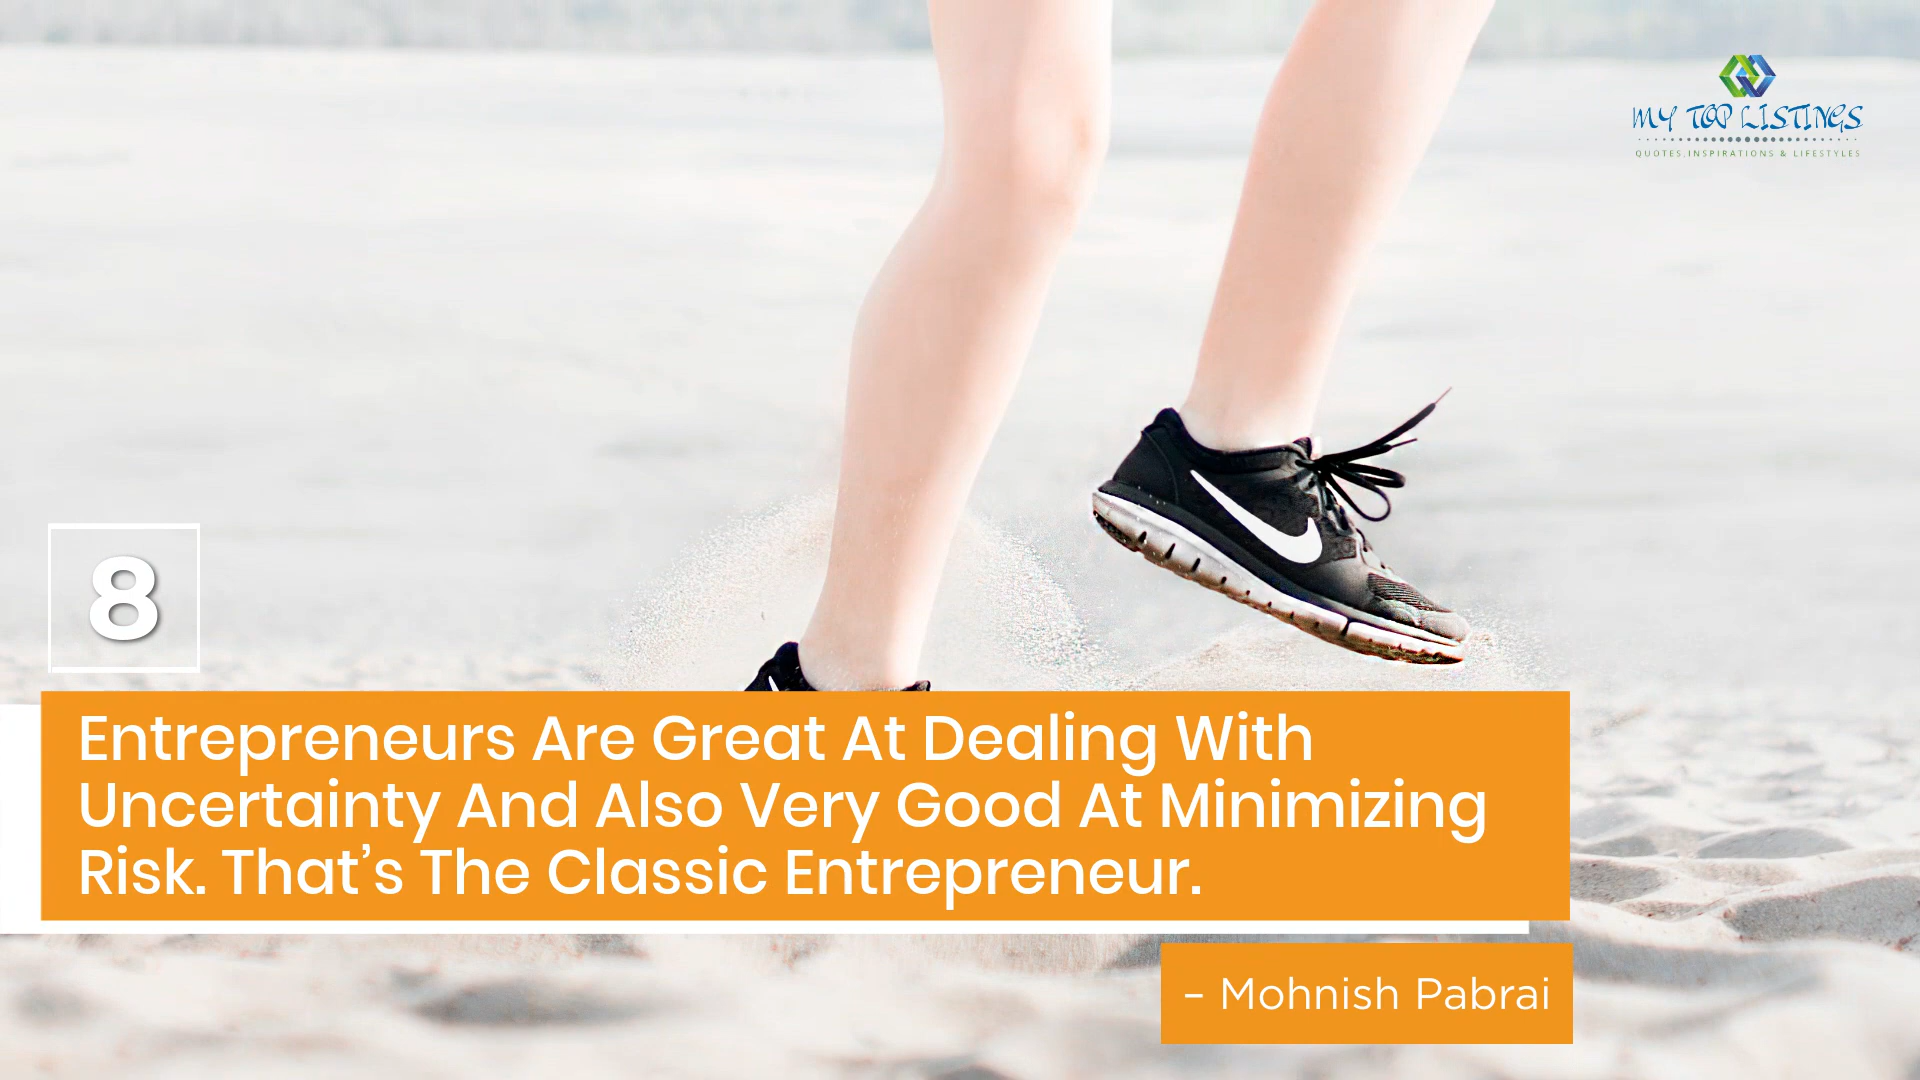 MY TOP LISTINGS
QUOTES,INSPIRATIONS & LIFESTYLES
8
Entrepreneurs Are Great At Dealing With
Uncertainty And Also Very Good At Minimizing
Risk. That’s The Classic Entrepreneur.
– Mohnish Pabrai